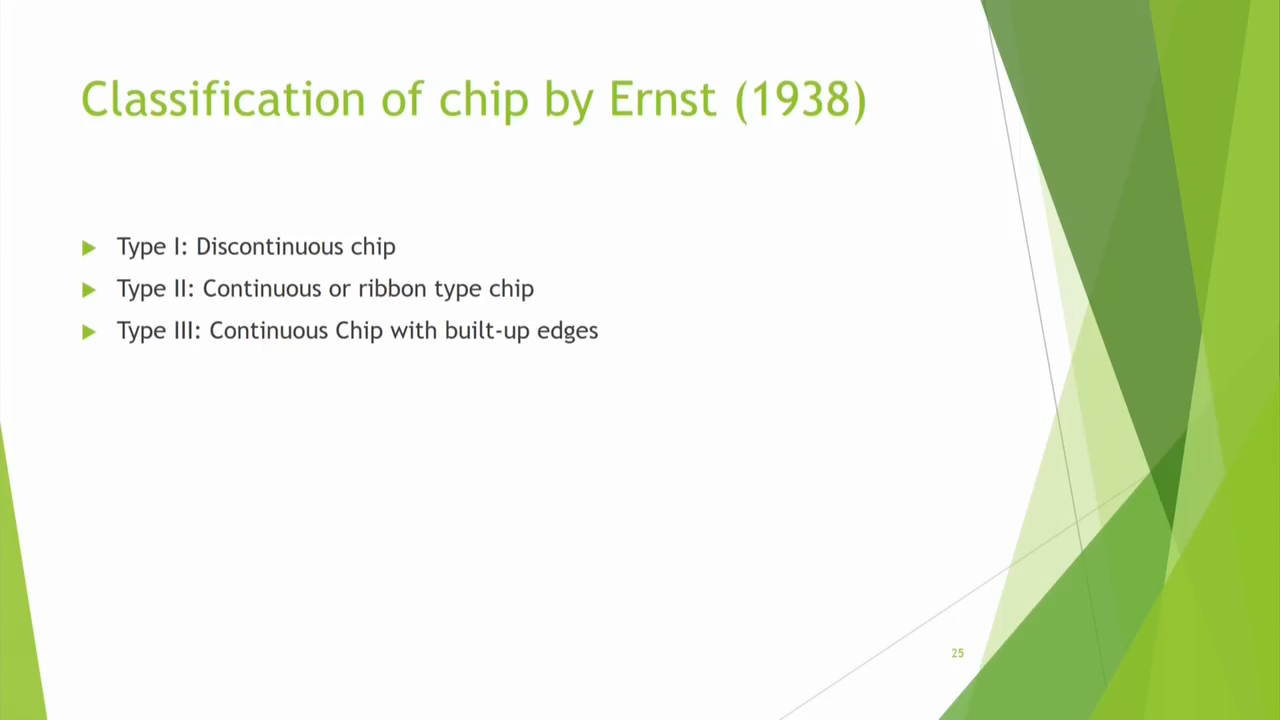 Classification of chip by Ernst (1938)
Type I: Discontinuous chip
Type II: Continuous or ribbon type chip
Type III: Continuous Chip with built-up edges
25